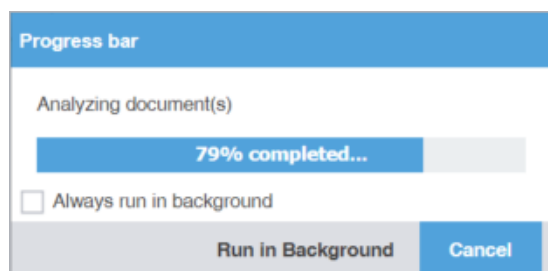 Progress bar
Analyzing document(s)
79% completed...
Always run in background
Run in Background Cancel